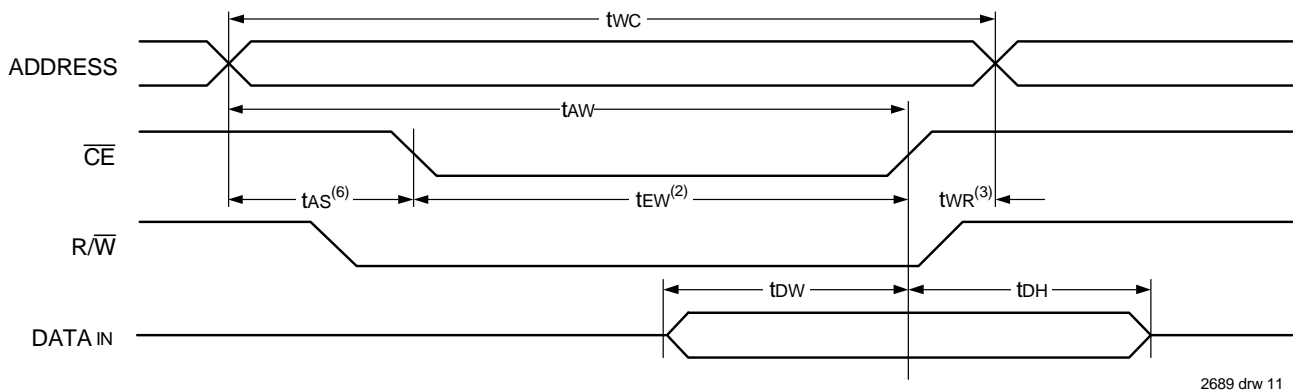 tWC
ADDRESS
tAW
CE
tAS(6)
tEW(2)
tWR(3)
R/W
tDW
tDH
DATA IN
2689 drw 11